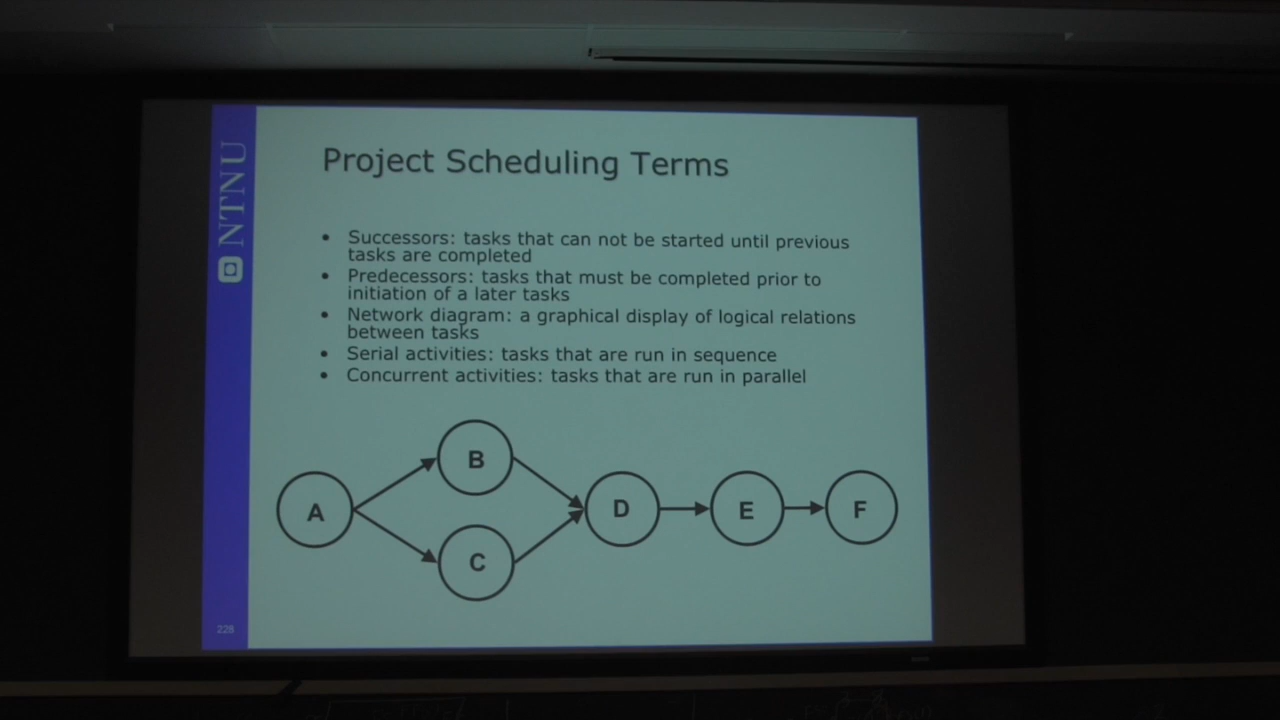 NTNU
Project Scheduling Terms
• Successors: tasks that can not be started until previous
tasks are completed
• Predecessors: tasks that must be completed prior to
initiation of a later tasks
• Network diagram: a graphical display of logical relations
between tasks
• Serial activities: tasks that are run in sequence
• Concurrent activities: tasks that are run in parallel
A
B
C
D
E
F
228